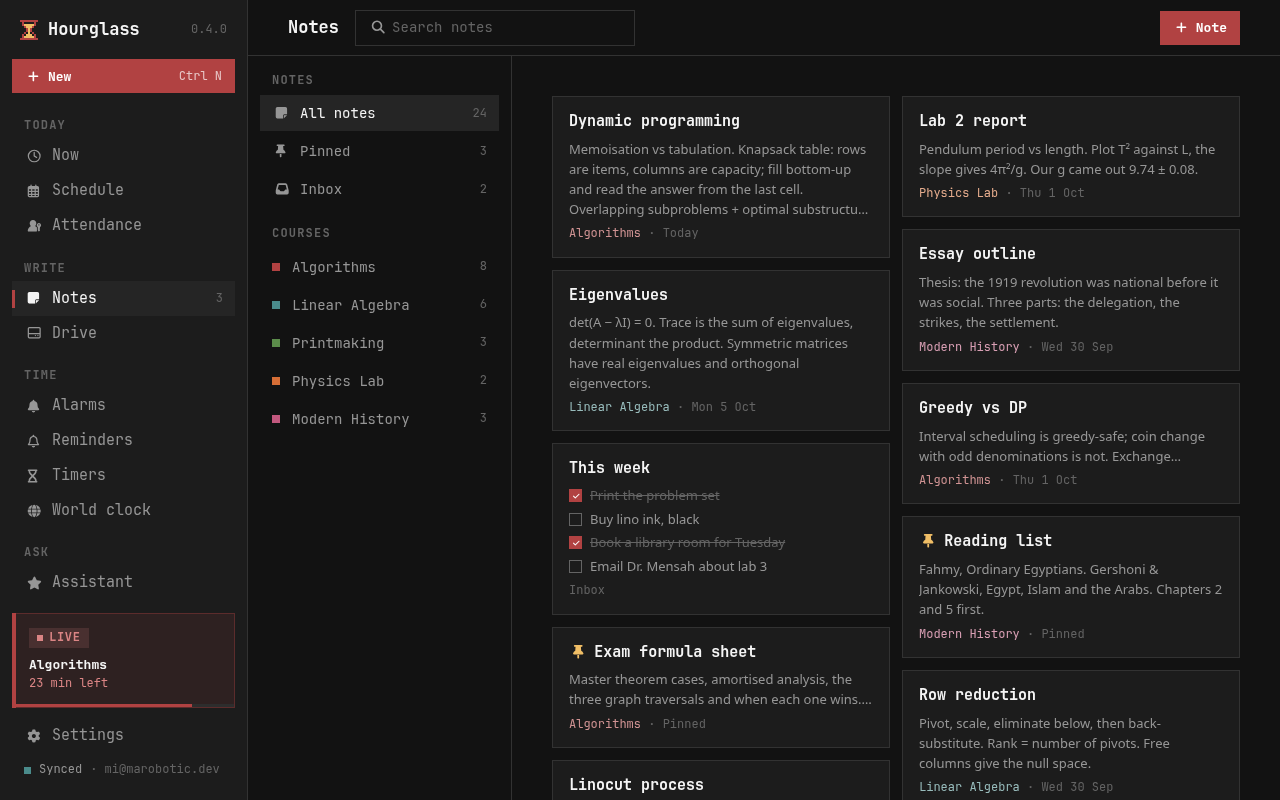 Hourglass 0.4.0
New Ctrl N
TODAY
Now
Schedule
Attendance
WRITE
Notes 3
Drive
TIME
Alarms
Reminders
Timers
World clock
ASK
Assistant
LIVE
Algorithms
23 min left
Settings
Synced · mi@marobotic.dev
Notes
Search notes
Note
NOTES
All notes 24
Pinned 3
Inbox 2
COURSES
Algorithms 8
Linear Algebra 6
Printmaking 3
Physics Lab 2
Modern History 3
Dynamic programming
Memoisation vs tabulation. Knapsack table: rows
are items, columns are capacity; fill bottom-up
and read the answer from the last cell.
Overlapping subproblems + optimal substructu…
Algorithms · Today
Eigenvalues
det(A − λI) = 0. Trace is the sum of eigenvalues,
determinant the product. Symmetric matrices
have real eigenvalues and orthogonal
eigenvectors.
Linear Algebra · Mon 5 Oct
This week
Print the problem set
Buy lino ink, black
Book a library room for Tuesday
Email Dr. Mensah about lab 3
Inbox
Exam formula sheet
Master theorem cases, amortised analysis, the
three graph traversals and when each one wins.…
Algorithms · Pinned
Linocut process
Lab 2 report
Pendulum period vs length. Plot T² against L, the
slope gives 4π²/g. Our g came out 9.74 ± 0.08.
Physics Lab · Thu 1 Oct
Essay outline
Thesis: the 1919 revolution was national before it
was social. Three parts: the delegation, the
strikes, the settlement.
Modern History · Wed 30 Sep
Greedy vs DP
Interval scheduling is greedy-safe; coin change
with odd denominations is not. Exchange…
Algorithms · Thu 1 Oct
Reading list
Fahmy, Ordinary Egyptians. Gershoni &
Jankowski, Egypt, Islam and the Arabs. Chapters 2
and 5 first.
Modern History · Pinned
Row reduction
Pivot, scale, eliminate below, then back-
substitute. Rank = number of pivots. Free
columns give the null space.
Linear Algebra · Wed 30 Sep